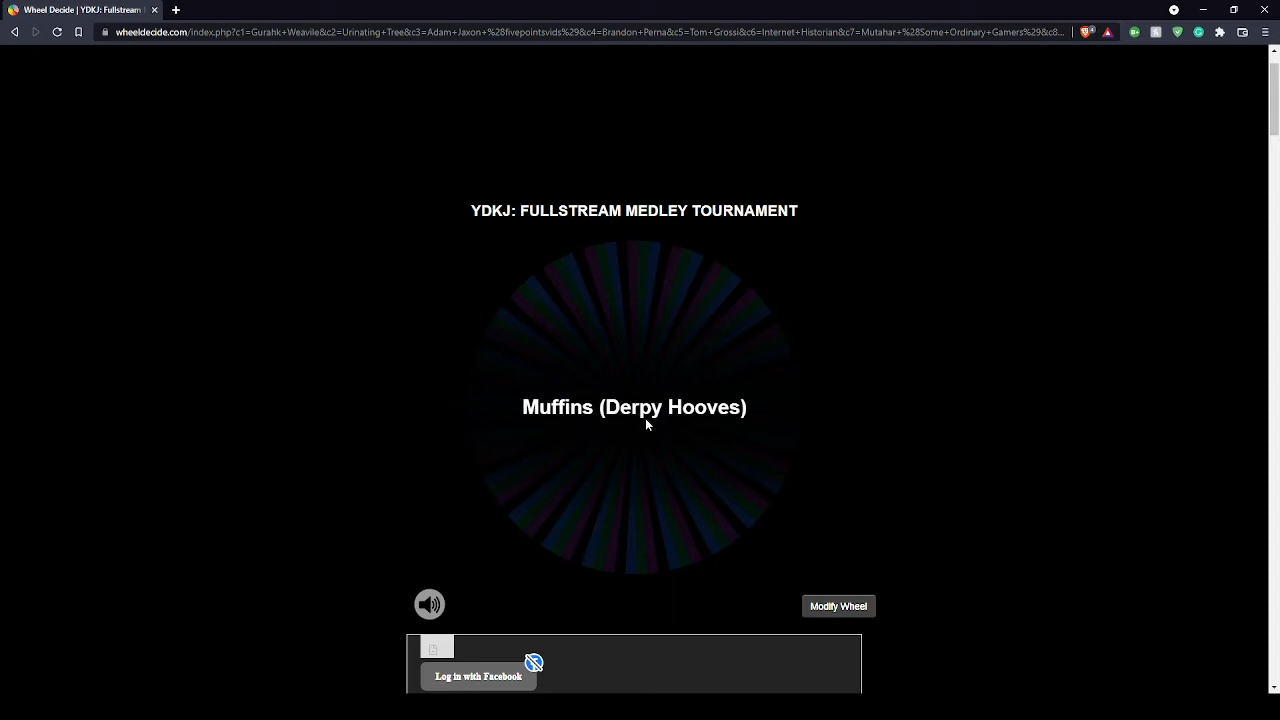 Wheel Decide | YDKJ: Fullstream
wheeldecide.com/index.php?c1=Gurahk+Weavile&c2=Urinating+Tree&c3=Adam+Jaxon+%28fivepointsvids%29&c4=Brandon+Perna&c5=Tom+Grossi&c6=Internet+Historian&c7=Mutahar+%28Some+Ordinary+Gamers%29&c8...
YDKJ: FULLSTREAM MEDLEY TOURNAMENT
Muffins (Derpy Hooves)
Modify Wheel
Log in with Facebook